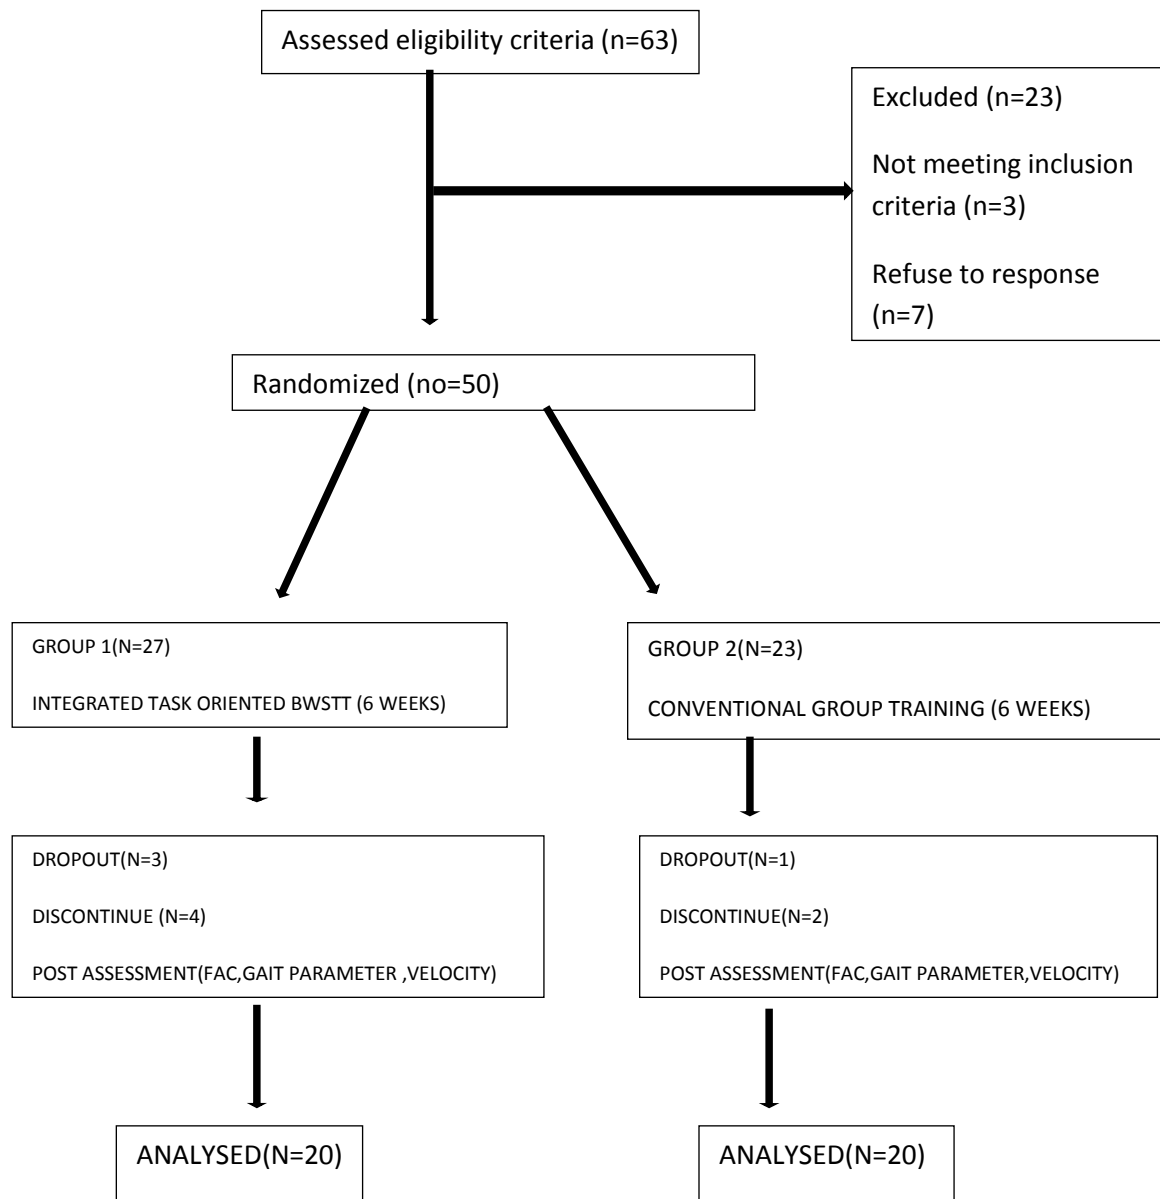 Assessed eligibility criteria (n=63)
Excluded (n=23)
Not meeting inclusion
criteria (n=3)
Refuse to response
(n=7)
Randomized (no=50)
GROUP 1(N=27)
INTEGRATED TASK ORIENTED BWSTT (6 WEEKS)
GROUP 2(N=23)
CONVENTIONAL GROUP TRAINING (6 WEEKS)
DROPOUT(N=3)
DISCONTINUE (N=4)
POST ASSESSMENT(FAC,GAIT PARAMETER ,VELOCITY)
DROPOUT(N=1)
DISCONTINUE(N=2)
POST ASSESSMENT(FAC,GAIT PARAMETER,VELOCITY)
ANALYSED(N=20)
ANALYSED(N=20)